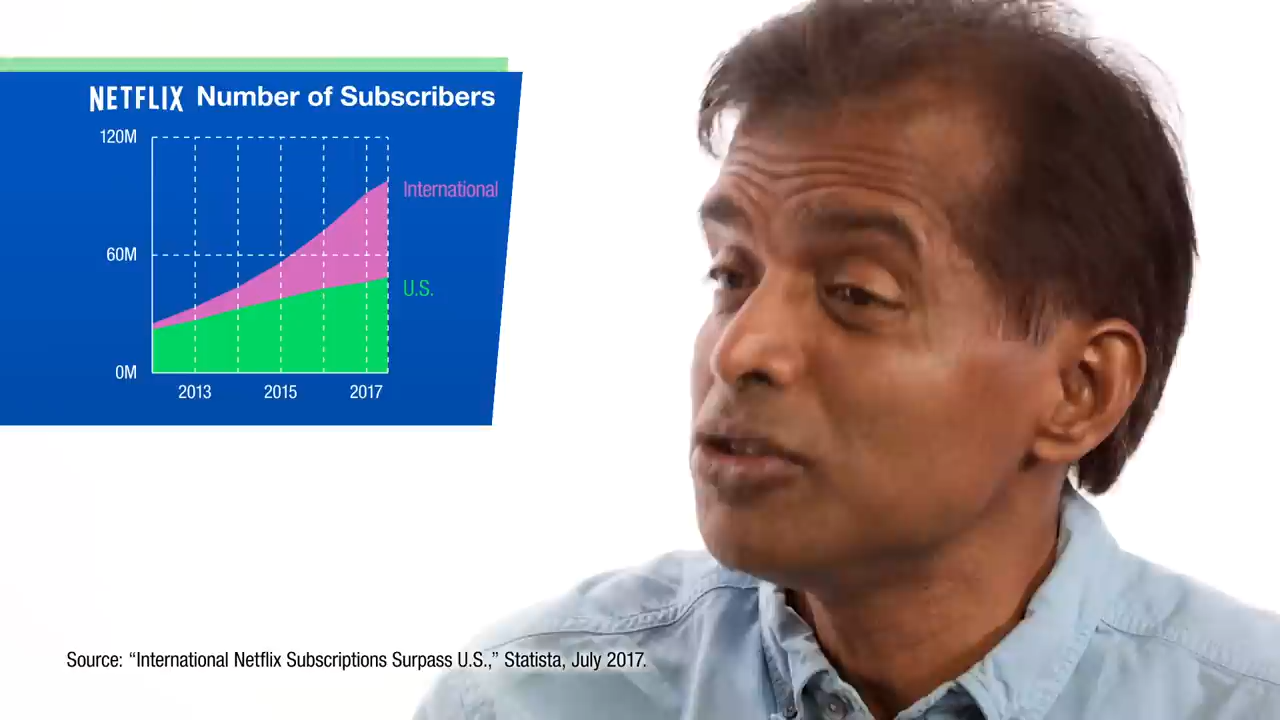 NETFLIX Number of Subscribers
120M
International
60M
U.S.
0M
2013 2015 2017
Source: “International Netflix Subscriptions Surpass U.S.,” Statista, July 2017.